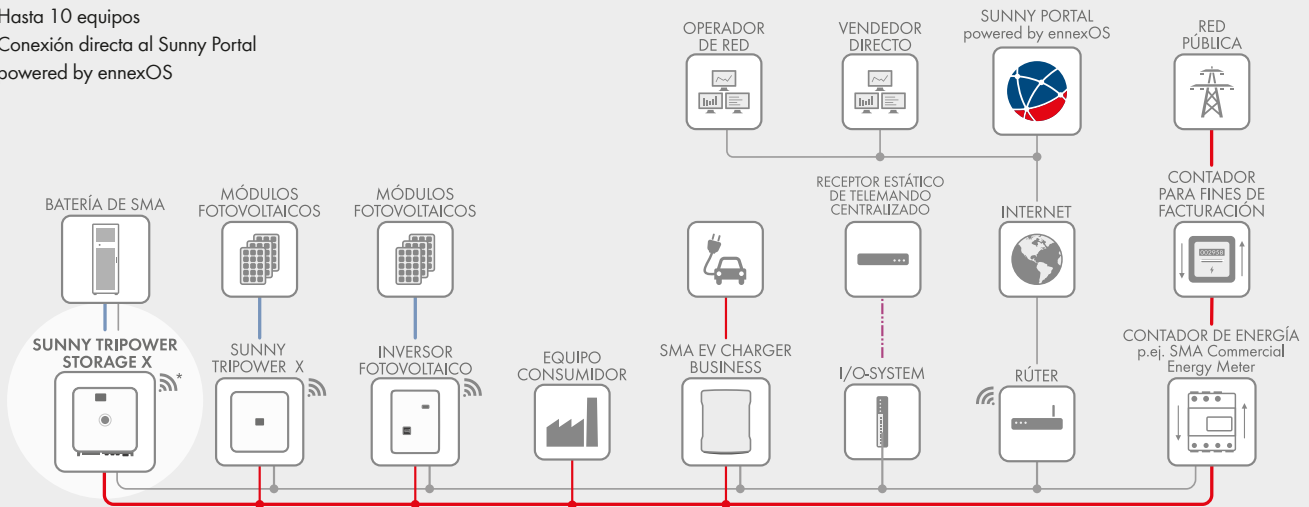 Hasta 10 equipos
Conexión directa al Sunny Portal
powered by ennexOS
OPERADOR
DE RED
VENDEDOR
DIRECTO
SUNNY PORTAL
powered by ennexOS
RED
PÚBLICA
BATERÍA DE SMA
MÓDULOS
FOTOVOLTAICOS
MÓDULOS
FOTOVOLTAICOS
RECEPTOR ESTÁTICO
DE TELEMANDO
CENTRALIZADO
INTERNET
CONTADOR
PARA FINES DE
FACTURACIÓN
SUNNY TRIPOWER
STORAGE X
*
SUNNY
TRIPOWER X
INVERSOR
FOTOVOLTAICO
EQUIPO
CONSUMIDOR
SMA EV CHARGER
BUSINESS
I/O-SYSTEM
RÚTER
CONTADOR DE ENERGÍA
p.ej. SMA Commercial
Energy Meter